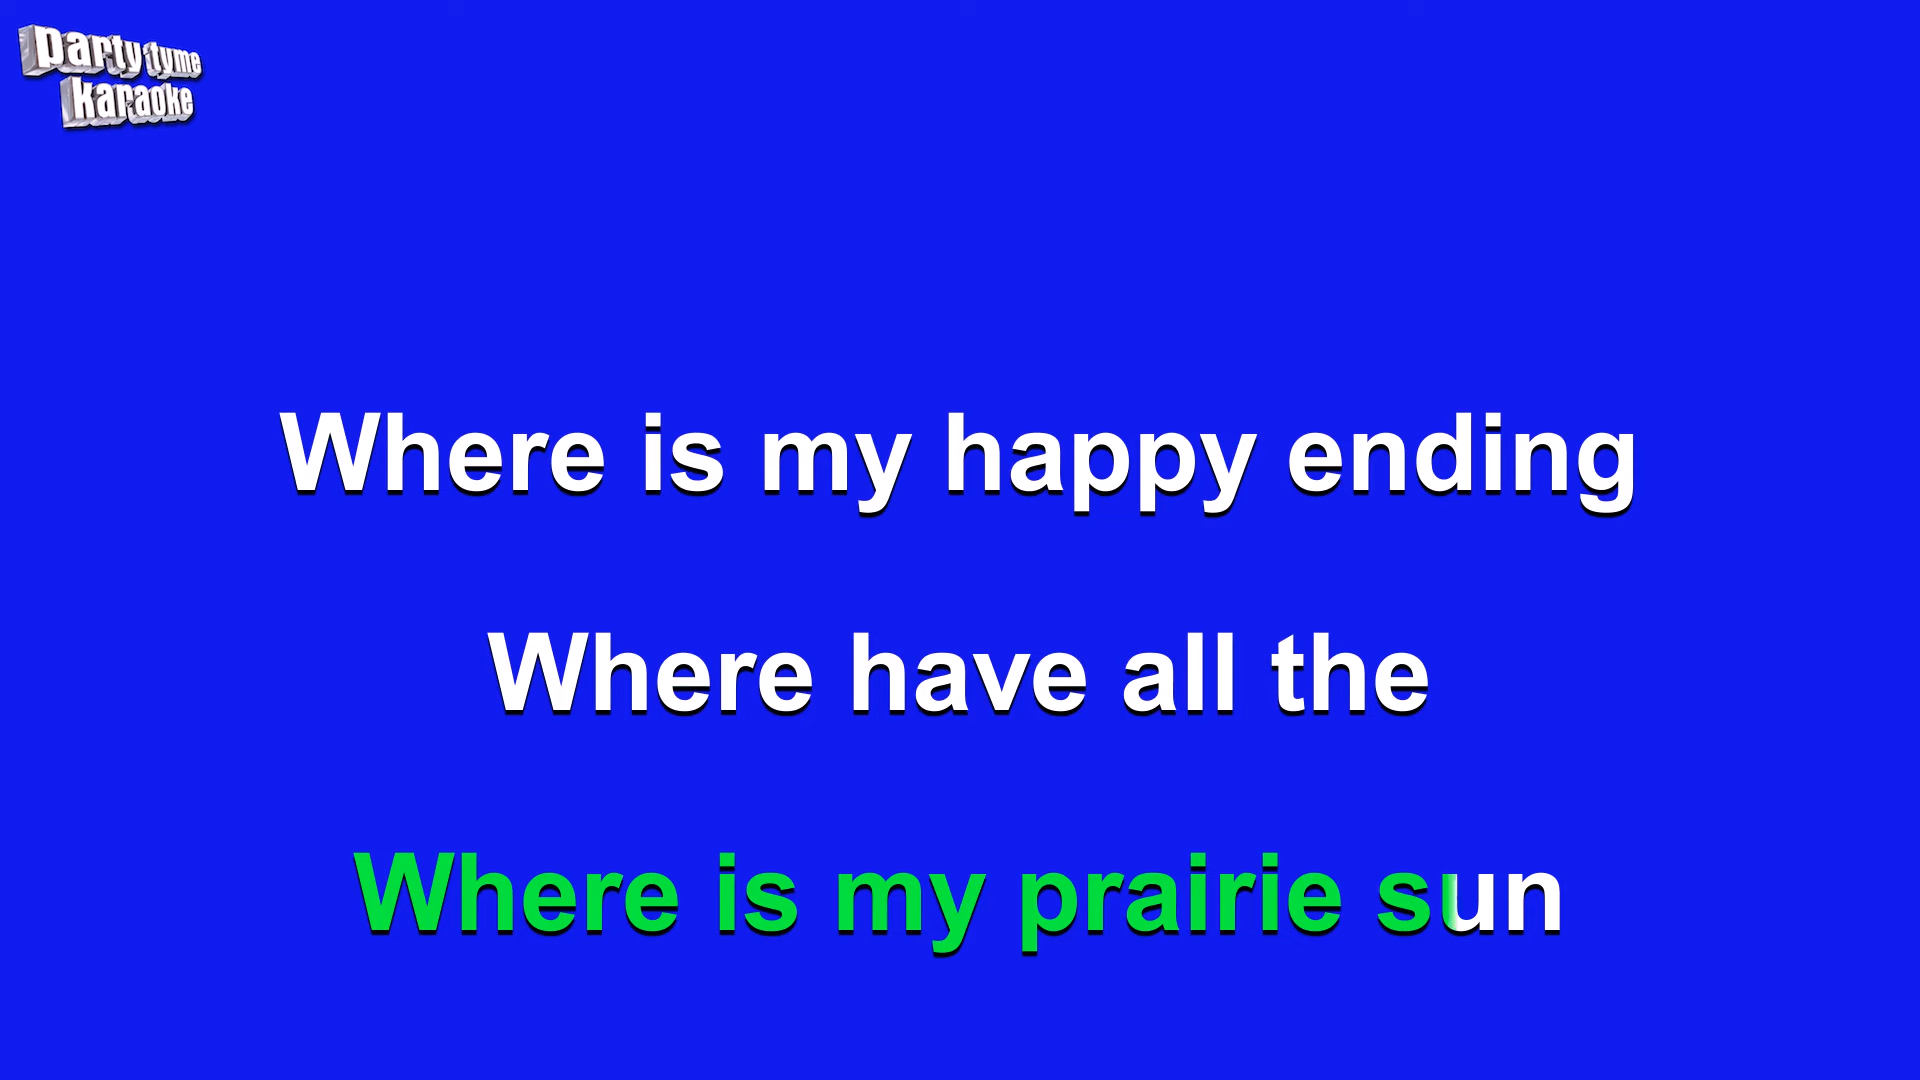 party tyme
karaoke
Where is my happy ending
Where have all the
Where is my prairie sun